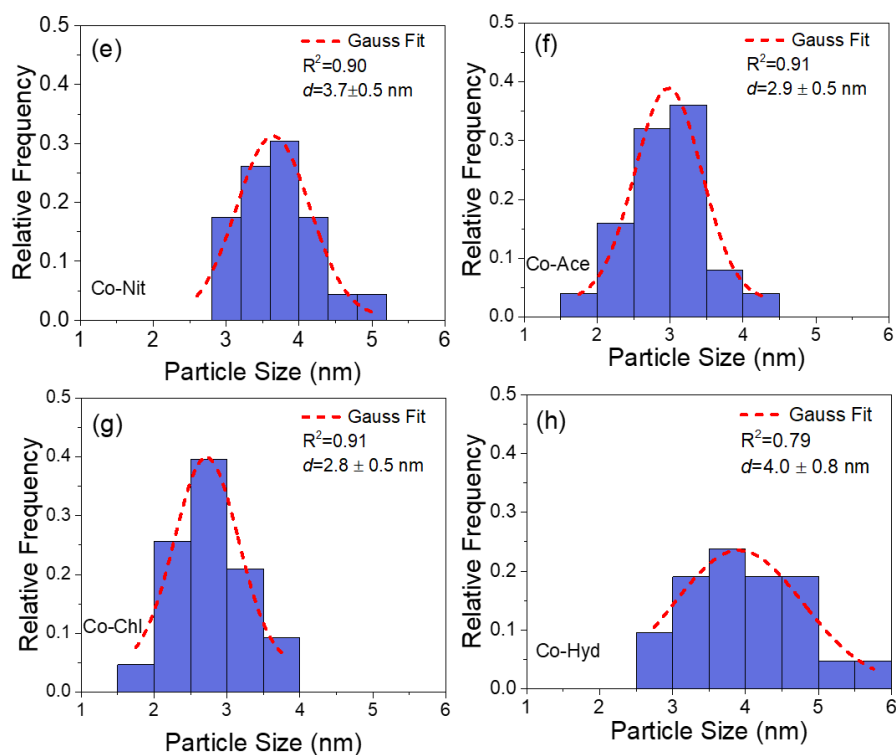 (e)
Gauss Fit
R²=0.90
d=3.7±0.5 nm
Co-Nit
0.5
0.4
0.3
0.2
0.1
0.0
Relative Frequency
1 2 3 4 5 6
Particle Size (nm)
(f)
Gauss Fit
R²=0.91
d=2.9 ± 0.5 nm
Co-Ace
0.5
0.4
0.3
0.2
0.1
0.0
Relative Frequency
1 2 3 4 5 6
Particle Size (nm)
(g)
Gauss Fit
R²=0.91
d=2.8 ± 0.5 nm
Co-Chl
0.5
0.4
0.3
0.2
0.1
0.0
Relative Frequency
1 2 3 4 5 6
Particle Size (nm)
(h)
Gauss Fit
R²=0.79
d=4.0 ± 0.8 nm
Co-Hyd
0.5
0.4
0.3
0.2
0.1
0.0
Relative Frequency
1 2 3 4 5 6
Particle Size (nm)